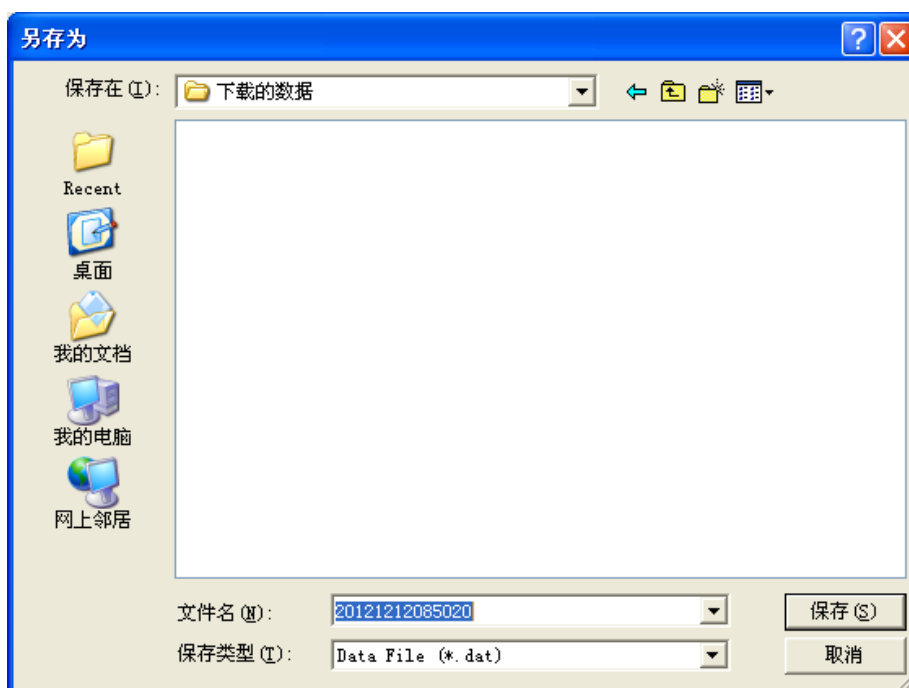 另存为
保存在(I):
下载的数据
Recent
桌面
我的文档
我的电脑
网上邻居
文件名(N):
20121212085020
保存(S)
保存类型(T):
Data File (*.dat)
取消